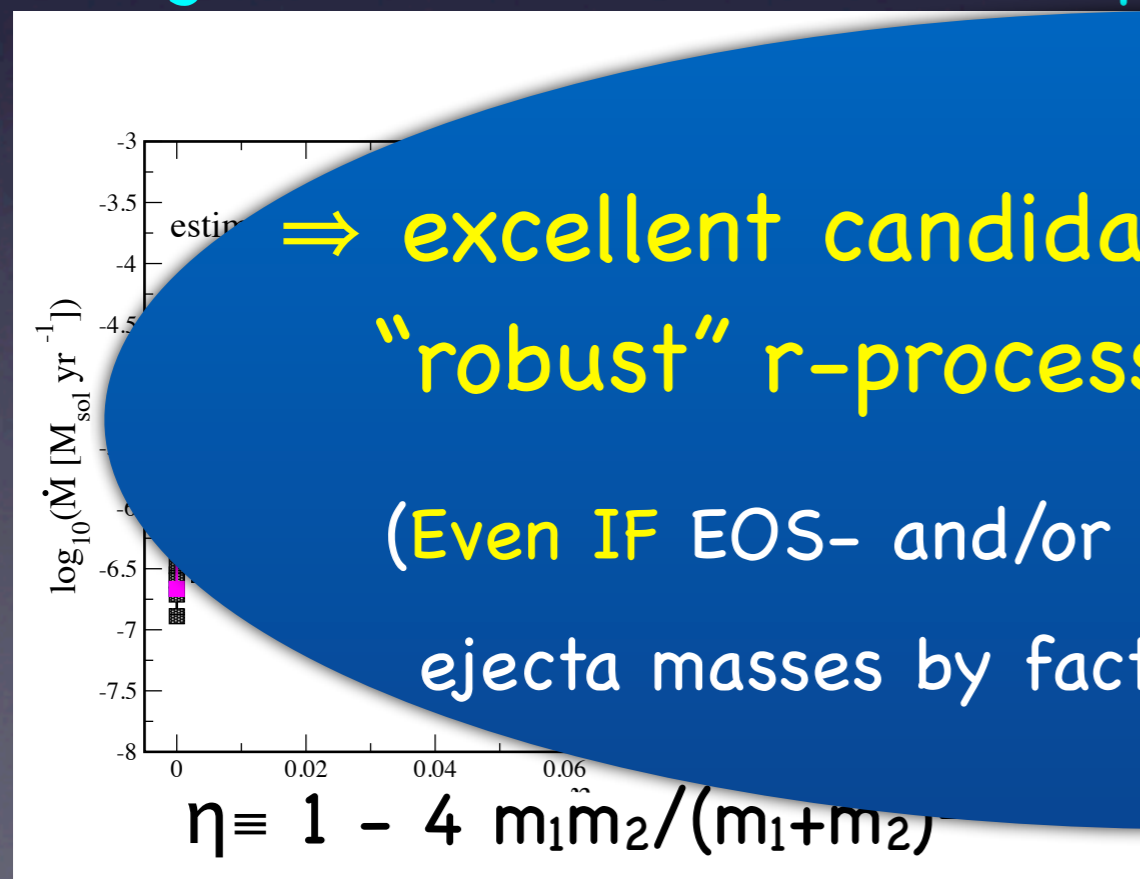 -3
-3.5
-4
-4.5
-6.5
-7
-7.5
-8
log₁₀(Ṁ [M_sol yr⁻¹])
⇒ excellent
“robust” r-process
(Even IF EOS- and/or
ejecta masses by
0 0.02 0.04 0.06
η≡ 1 - 4 m₁m₂/(m₁+m₂)